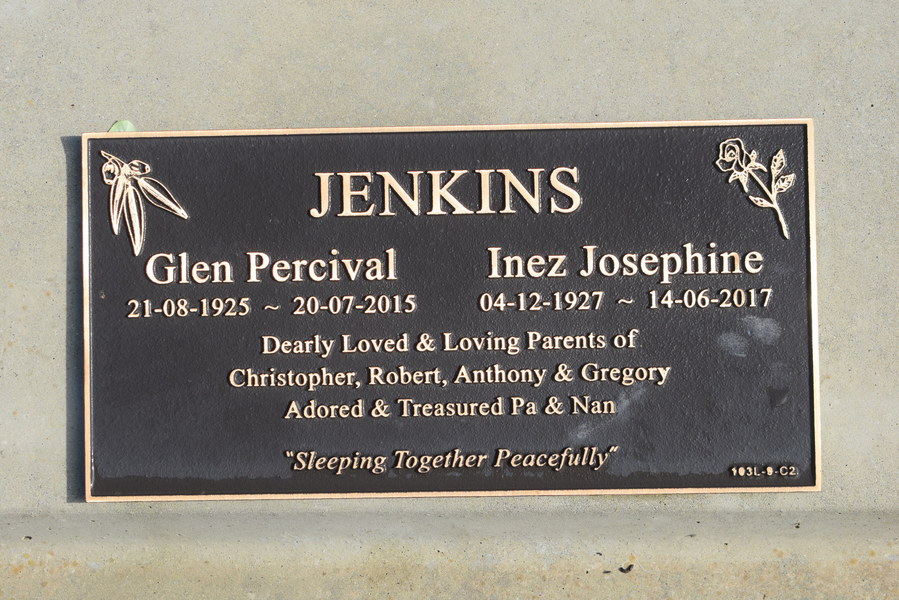 JENKINS
Glen Percival Inez Josephine
21-08-1925 ~ 20-07-2015 04-12-1927 ~ 14-06-2017
Dearly Loved & Loving Parents of
Christopher, Robert, Anthony & Gregory
Adored & Treasured Pa & Nan
"Sleeping Together Peacefully"
103L-9-C2